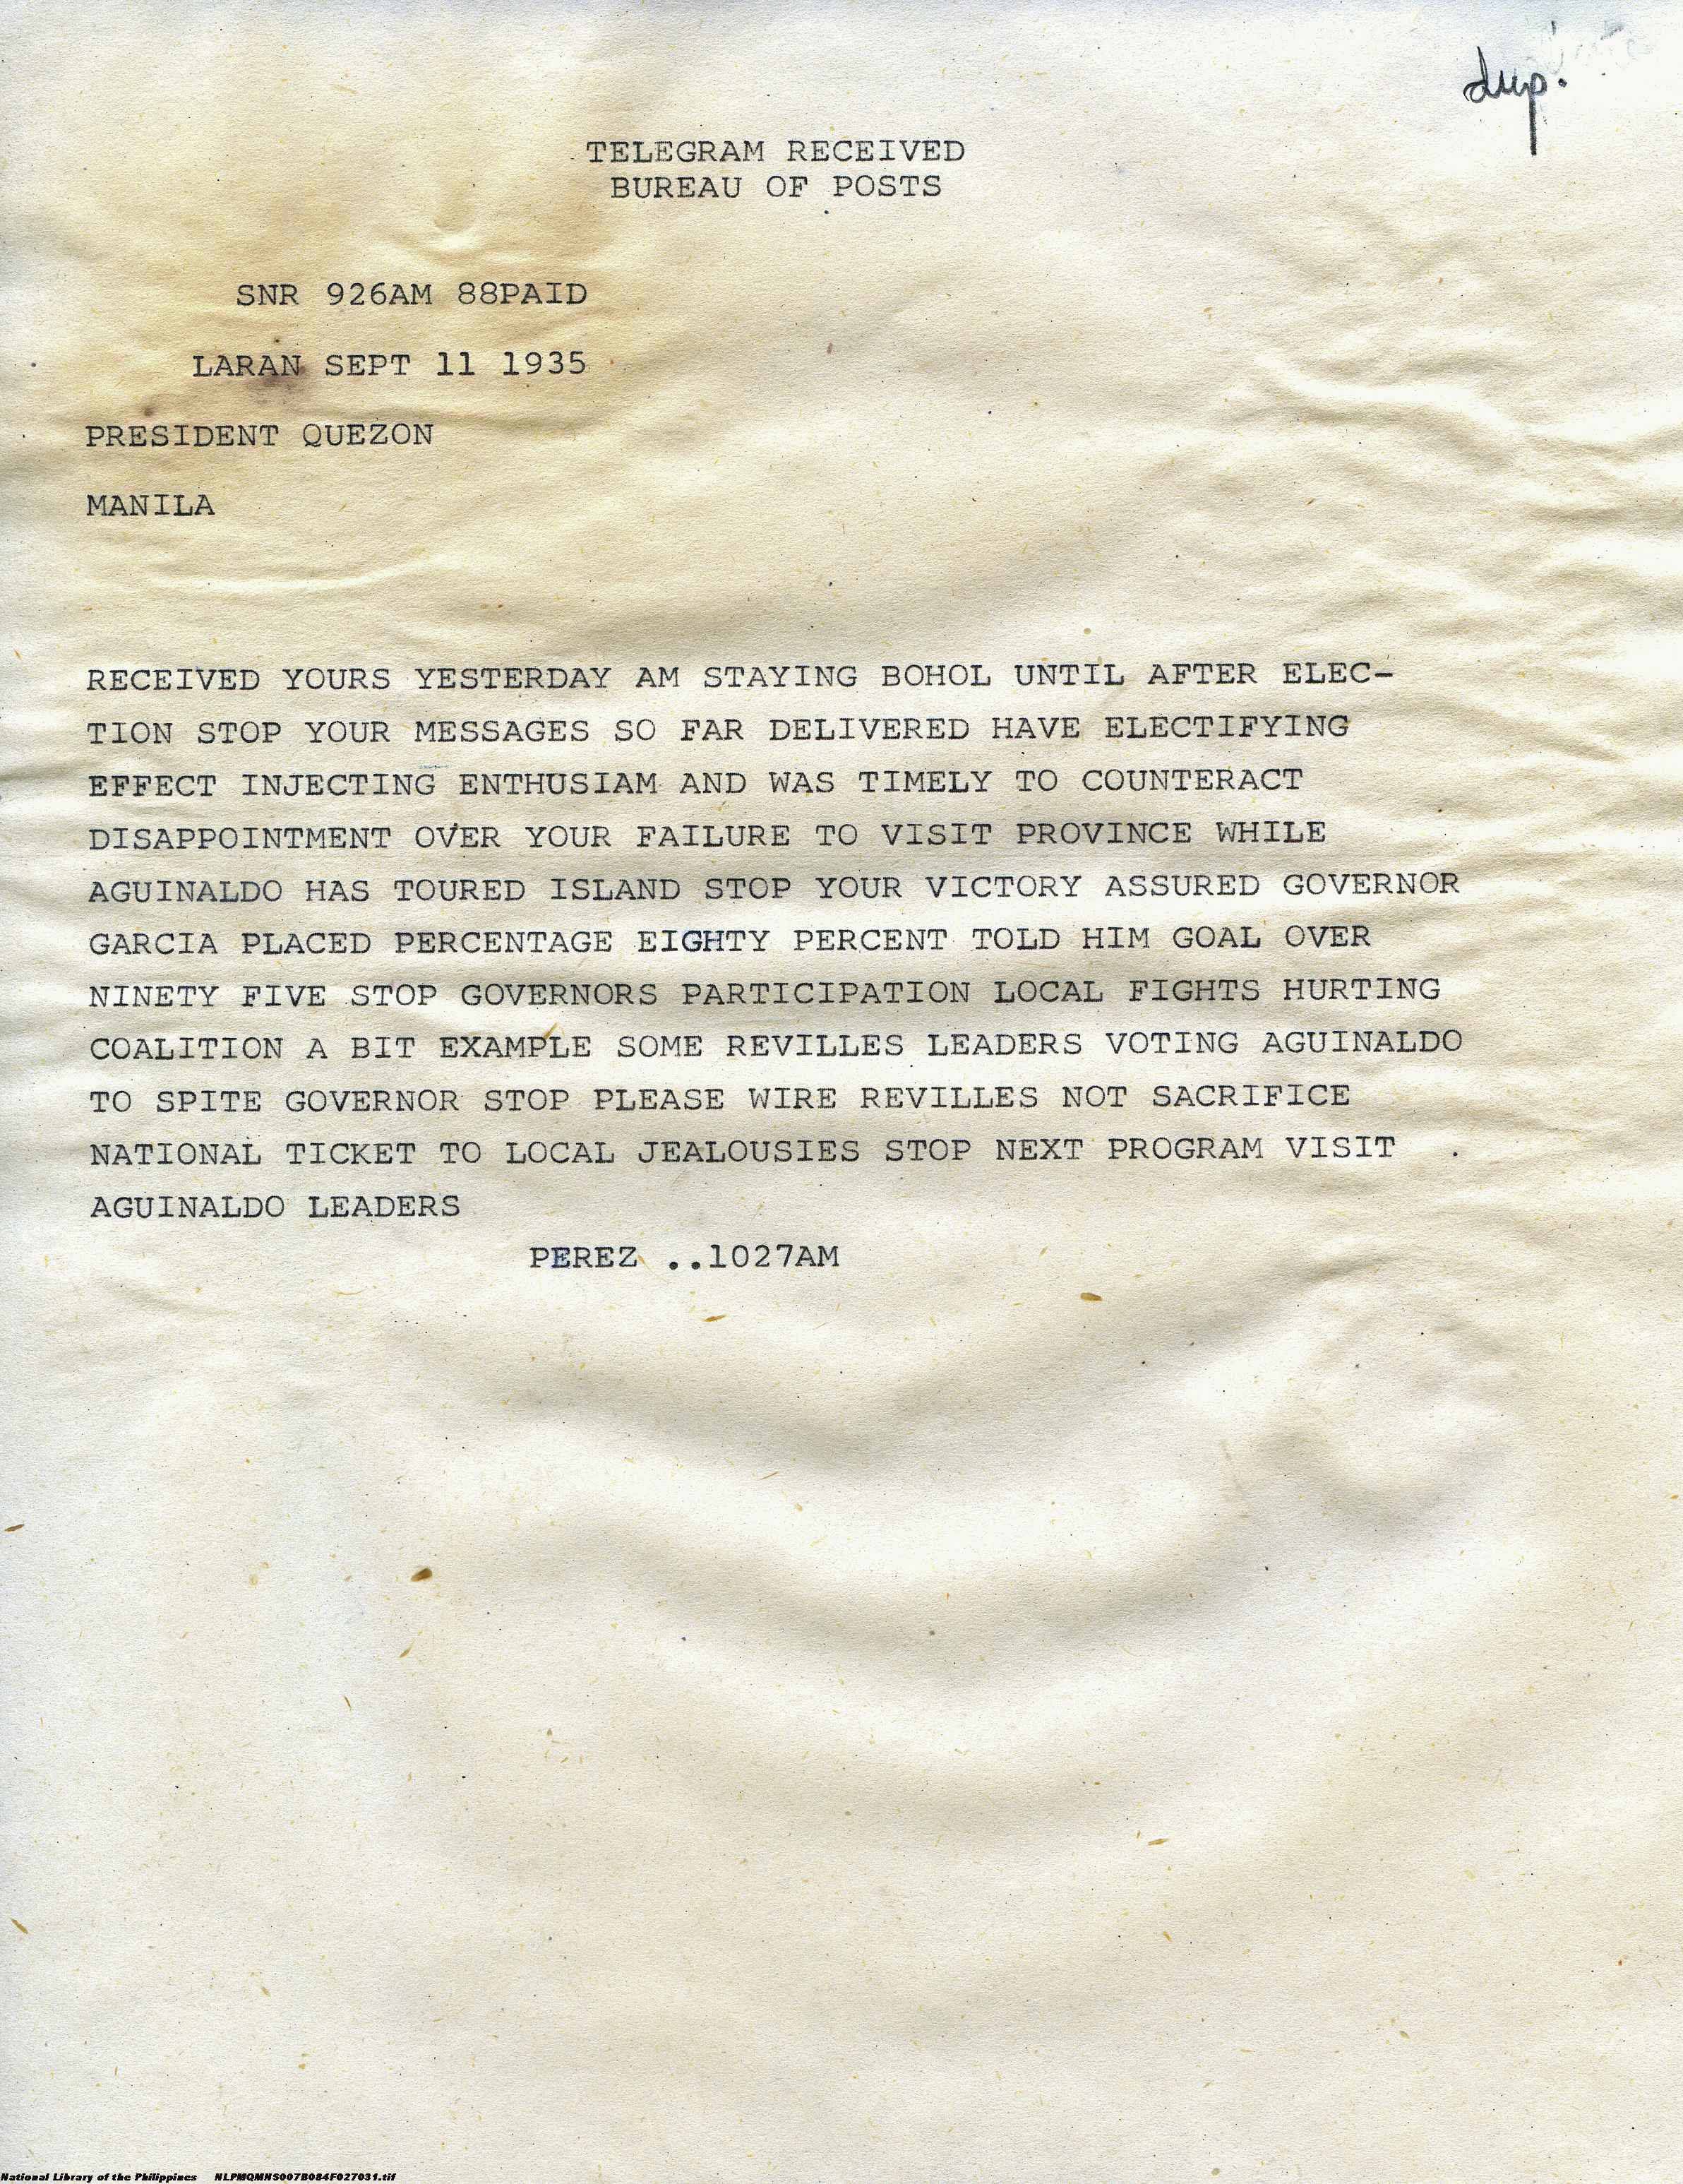 dup.
TELEGRAM RECEIVED
BUREAU OF POSTS
SNR 926AM 88PAID
LARAN SEPT 11 1935
PRESIDENT QUEZON
MANILA
RECEIVED YOURS YESTERDAY AM STAYING BOHOL UNTIL AFTER ELEC-
TION STOP YOUR MESSAGES SO FAR DELIVERED HAVE ELECTIFYING
EFFECT INJECTING ENTHUSIAM AND WAS TIMELY TO COUNTERACT
DISAPPOINTMENT OVER YOUR FAILURE TO VISIT PROVINCE WHILE
AGUINALDO HAS TOURED ISLAND STOP YOUR VICTORY ASSURED GOVERNOR
GARCIA PLACED PERCENTAGE EIGHTY PERCENT TOLD HIM GOAL OVER
NINETY FIVE STOP GOVERNORS PARTICIPATION LOCAL FIGHTS HURTING
COALITION A BIT EXAMPLE SOME REVILLES LEADERS VOTING AGUINALDO
TO SPITE GOVERNOR STOP PLEASE WIRE REVILLES NOT SACRIFICE
NATIONAL TICKET TO LOCAL JEALOUSIES STOP NEXT PROGRAM VISIT
AGUINALDO LEADERS
PEREZ ..1027AM
National Library of the Philippines NLPMQMNS007B084F027031.tif